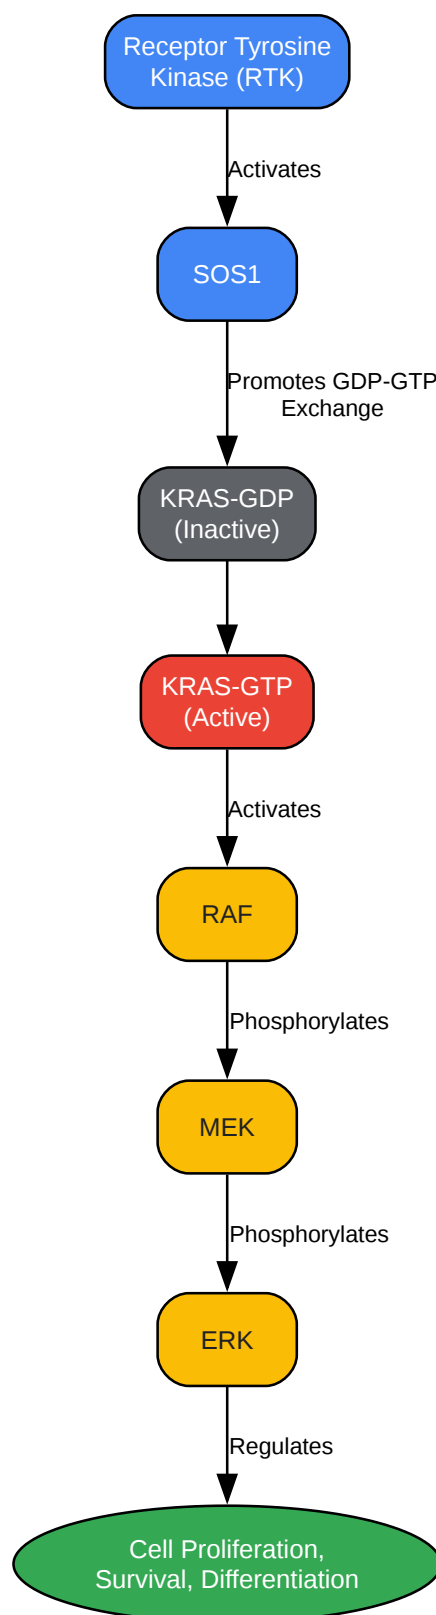 Receptor Tyrosine
Kinase (RTK)
Activates
SOS1
Promotes GDP-GTP
Exchange
KRAS-GDP
(Inactive)
KRAS-GTP
(Active)
Activates
RAF
Phosphorylates
MEK
Phosphorylates
ERK
Regulates
Cell Proliferation,
Survival, Differentiation